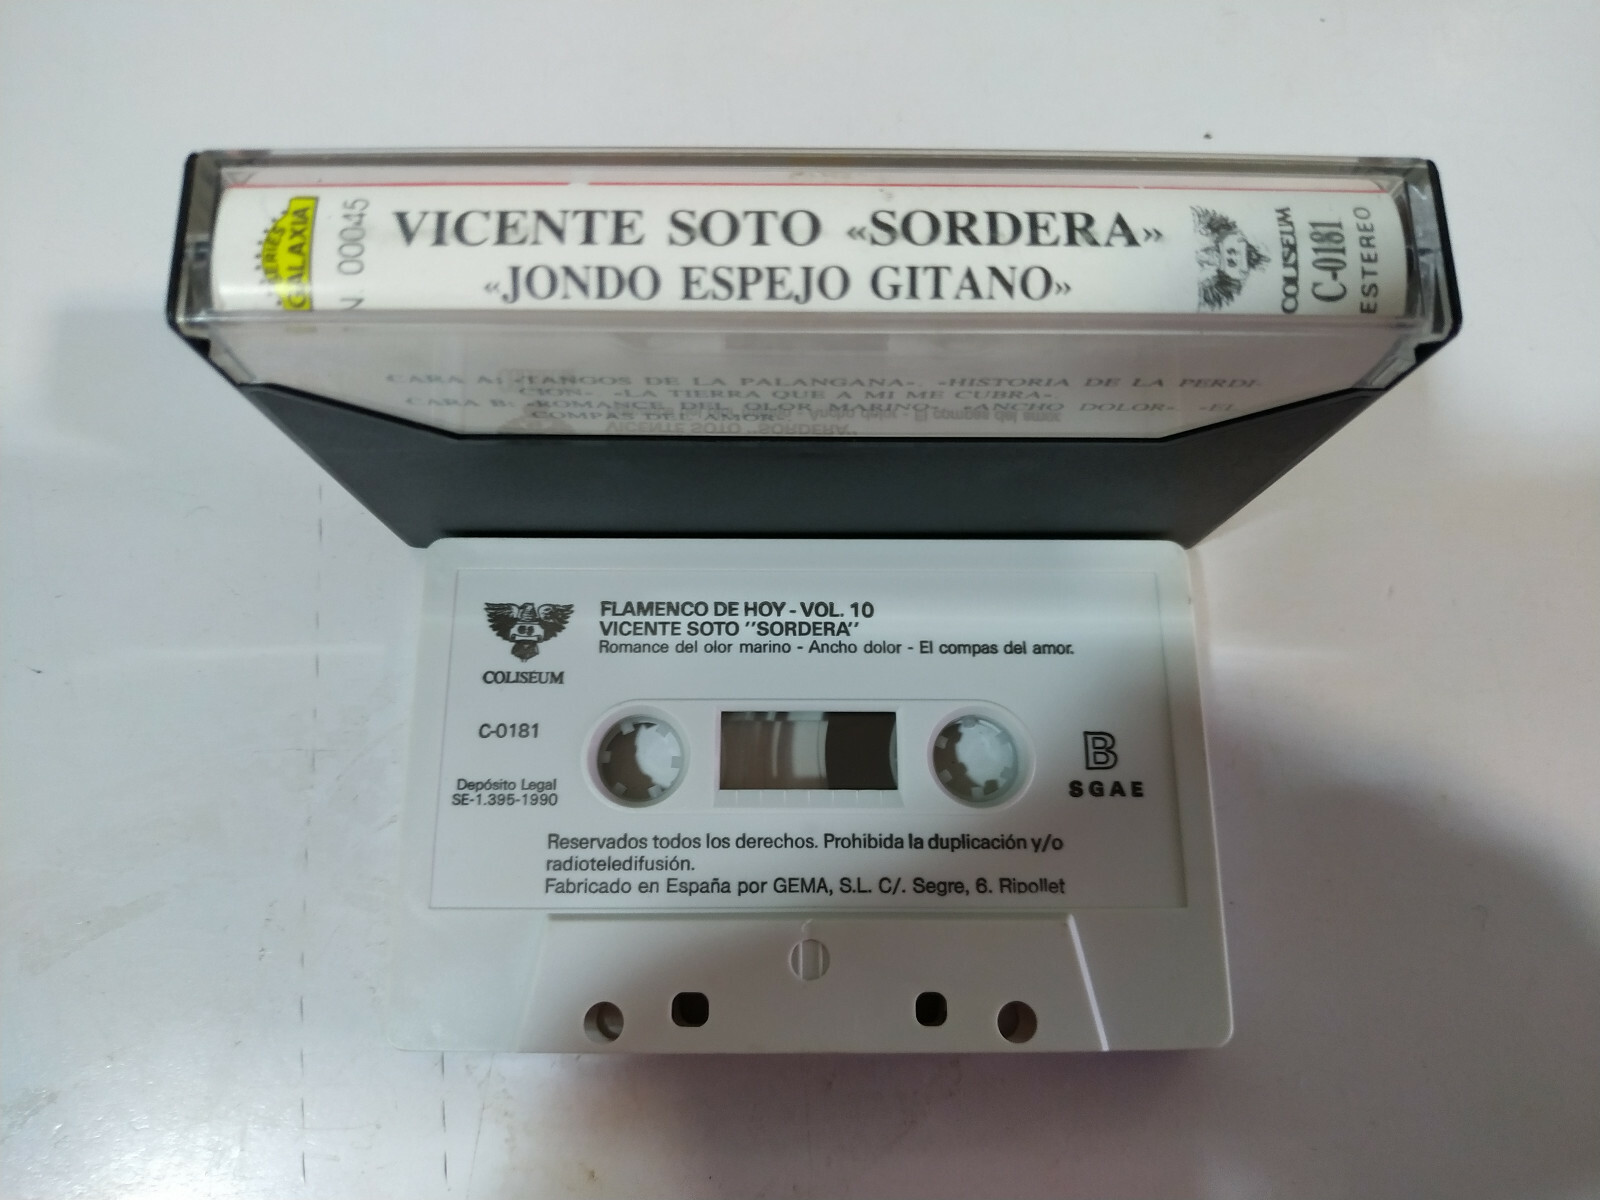 SERIES
GALAXIA
N. 00045
VICENTE SOTO «SORDERA»
«JONDO ESPEJO GITANO»
COLISEUM
C-0181
ESTEREO
CARA A: «TANGOS DE LA PALANGANA». «HISTORIA DE LA PERDI-
CION». «LA TIERRA QUE A MI ME CUBRA».
CARA B: «ROMANCE DEL OLOR MARINO». «ANCHO DOLOR». «EL
COMPAS DEL AMOR».
COLISEUM
FLAMENCO DE HOY - VOL. 10
VICENTE SOTO "SORDERA"
Romance del olor marino - Ancho dolor - El compas del amor.
C-0181
Depósito Legal
SE-1.395-1990
B
SGAE
Reservados todos los derechos. Prohibida la duplicación y/o
radioteledifusión.
Fabricado en España por GEMA, S.L. C/. Segre, 6. Ripollet